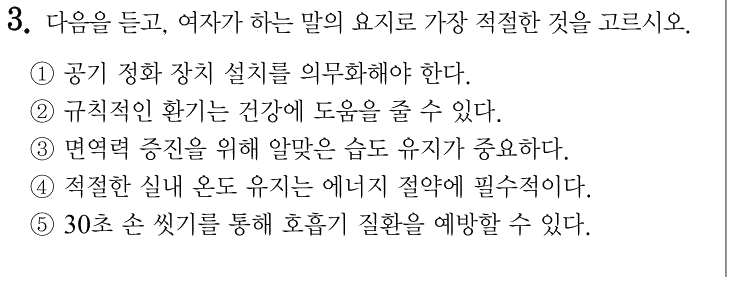 3. 다음을 듣고, 여자가 하는 말의 요지로 가장 적절한 것을 고르시오.
① 공기 정화 장치 설치를 의무화해야 한다.
② 규칙적인 환기는 건강에 도움을 줄 수 있다.
③ 면역력 증진을 위해 알맞은 습도 유지가 중요하다.
④ 적절한 실내 온도 유지는 에너지 절약에 필수적이다.
⑤ 30초 손 씻기를 통해 호흡기 질환을 예방할 수 있다.